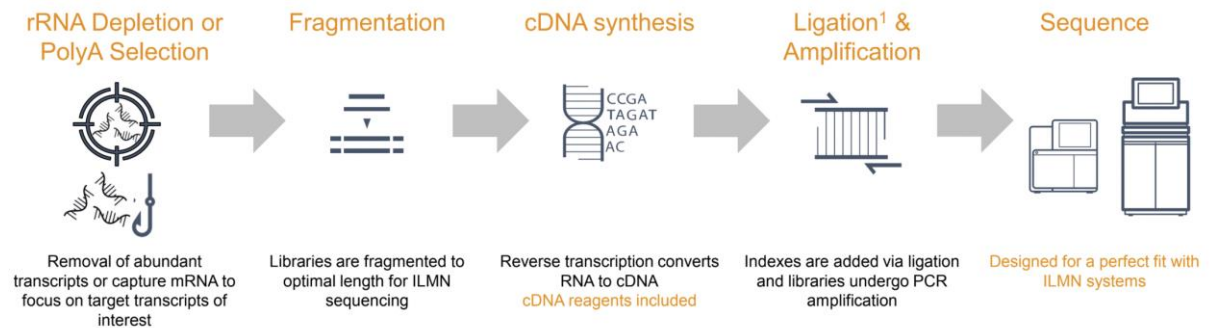 rRNA Depletion or
PolyA Selection
Fragmentation
cDNA synthesis
Ligation¹ &
Amplification
Sequence
CCGA
TAGAT
AGA
AC
Removal of abundant
transcripts or capture mRNA to
focus on target transcripts of
interest
Libraries are fragmented to
optimal length for ILMN
sequencing
Reverse transcription converts
RNA to cDNA
cDNA reagents included
Indexes are added via ligation
and libraries undergo PCR
amplification
Designed for a perfect fit with
ILMN systems